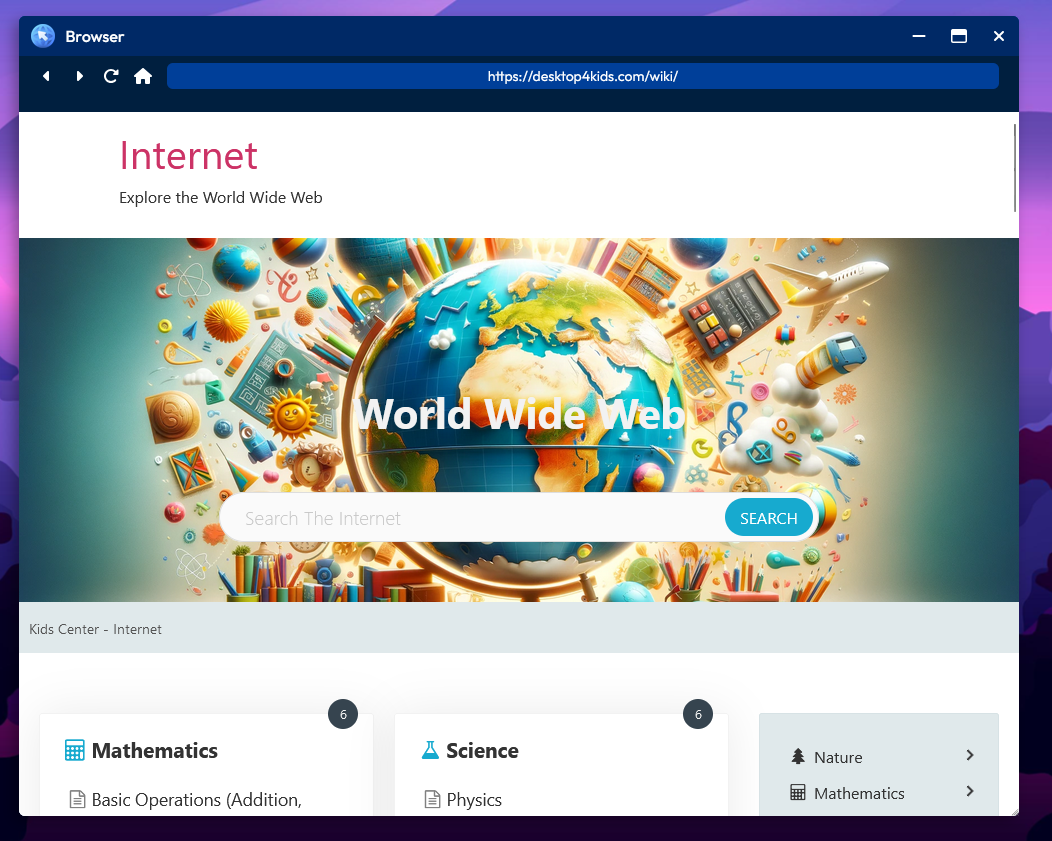 Browser
https://desktop4kids.com/wiki/
Internet
Explore the World Wide Web
World Wide Web
Search The Internet
SEARCH
Kids Center - Internet
6
Mathematics
Basic Operations (Addition,
6
Science
Physics
Nature
Mathematics